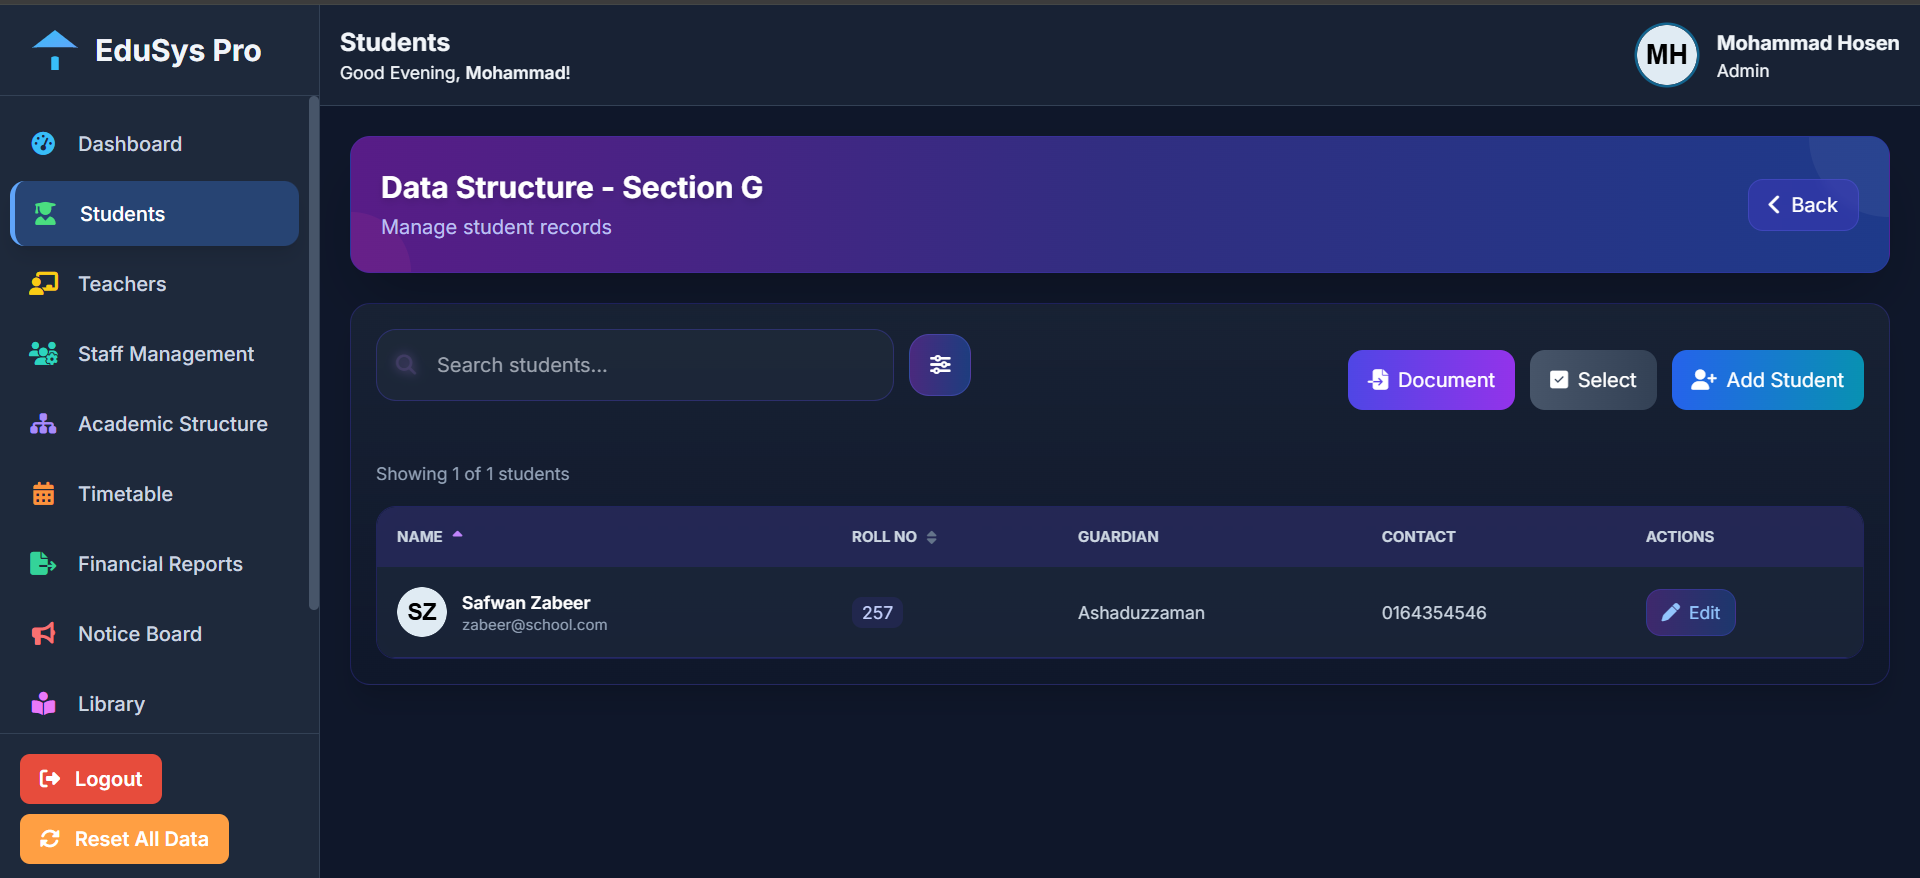 EduSys Pro
Students
Good Evening, Mohammad!
MH
Mohammad Hosen
Admin
Dashboard
Students
Teachers
Staff Management
Academic Structure
Timetable
Financial Reports
Notice Board
Library
Logout
Reset All Data
Data Structure - Section G
Manage student records
Back
Search students...
Document
Select
Add Student
Showing 1 of 1 students
NAME ROLL NO GUARDIAN CONTACT ACTIONS
SZ Safwan Zabeer 257 Ashaduzzaman 0164354546 Edit
zabeer@school.com